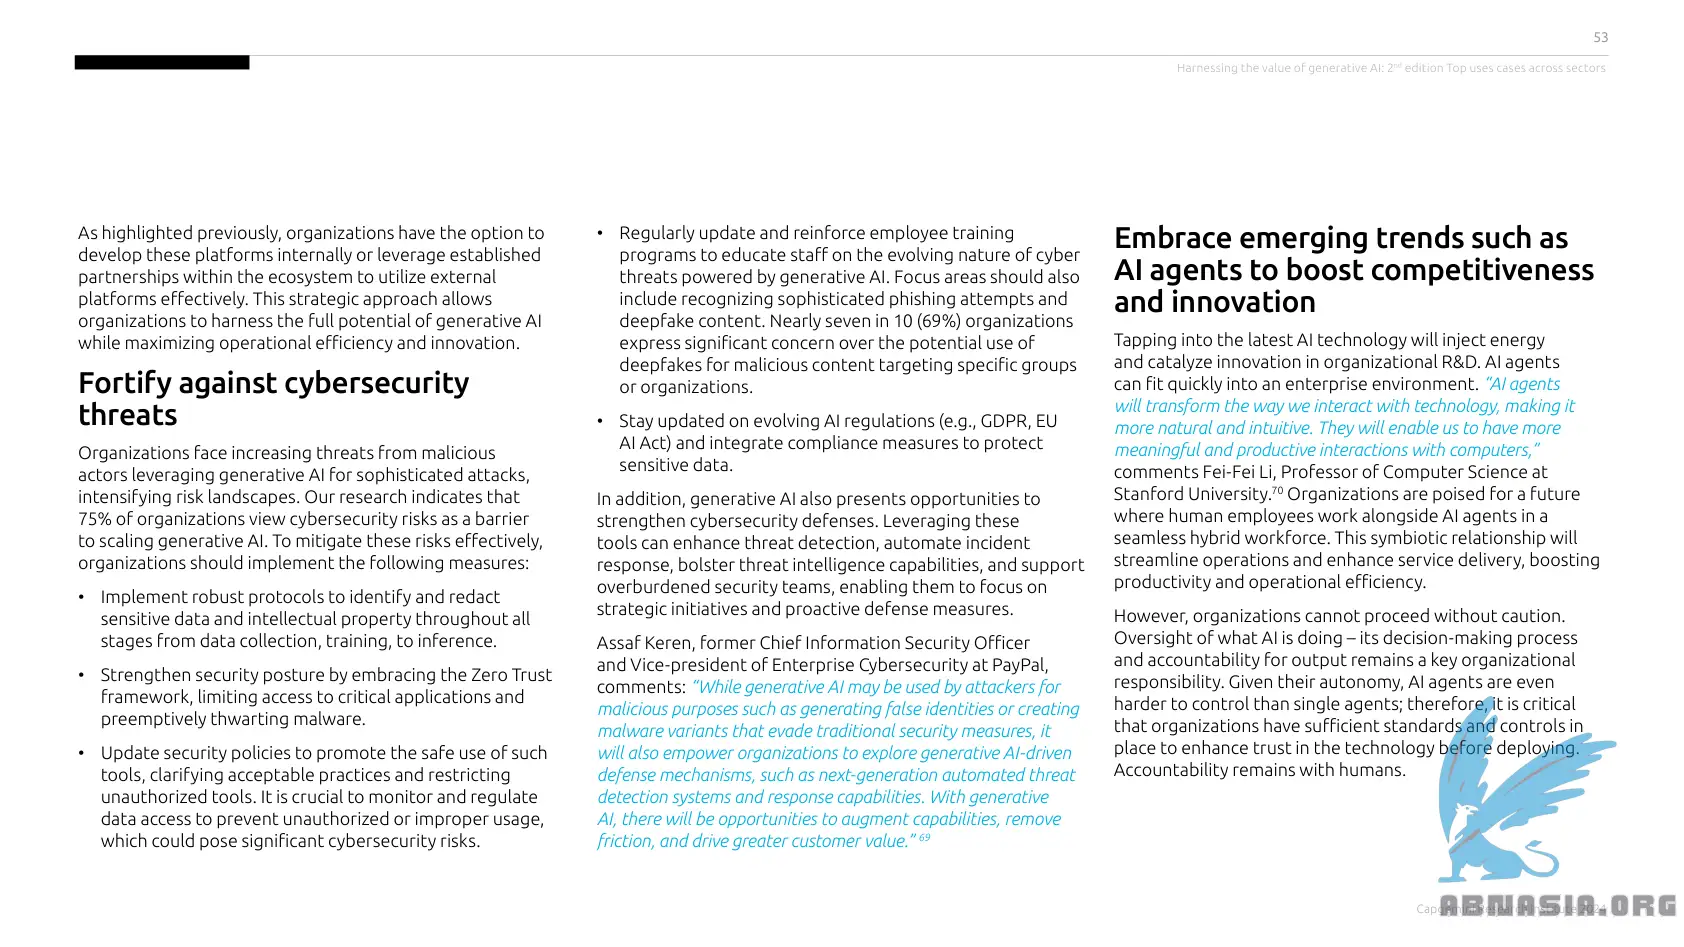 53
Harnessing the value of generative AI: 2nd edition Top uses cases across sectors
As highlighted previously, organizations have the option to
develop these platforms internally or leverage established
partnerships within the ecosystem to utilize external
platforms effectively. This strategic approach allows
organizations to harness the full potential of generative AI
while maximizing operational efficiency and innovation.
Fortify against cybersecurity
threats
Organizations face increasing threats from malicious
actors leveraging generative AI for sophisticated attacks,
intensifying risk landscapes. Our research indicates that
75% of organizations view cybersecurity risks as a barrier
to scaling generative AI. To mitigate these risks effectively,
organizations should implement the following measures:
• Implement robust protocols to identify and redact
sensitive data and intellectual property throughout all
stages from data collection, training, to inference.
• Strengthen security posture by embracing the Zero Trust
framework, limiting access to critical applications and
preemptively thwarting malware.
• Update security policies to promote the safe use of such
tools, clarifying acceptable practices and restricting
unauthorized tools. It is crucial to monitor and regulate
data access to prevent unauthorized or improper usage,
which could pose significant cybersecurity risks.
• Regularly update and reinforce employee training
programs to educate staff on the evolving nature of cyber
threats powered by generative AI. Focus areas should also
include recognizing sophisticated phishing attempts and
deepfake content. Nearly seven in 10 (69%) organizations
express significant concern over the potential use of
deepfakes for malicious content targeting specific groups
or organizations.
• Stay updated on evolving AI regulations (e.g., GDPR, EU
AI Act) and integrate compliance measures to protect
sensitive data.
In addition, generative AI also presents opportunities to
strengthen cybersecurity defenses. Leveraging these
tools can enhance threat detection, automate incident
response, bolster threat intelligence capabilities, and support
overburdened security teams, enabling them to focus on
strategic initiatives and proactive defense measures.
Assaf Keren, former Chief Information Security Officer
and Vice-president of Enterprise Cybersecurity at PayPal,
comments: “While generative AI may be used by attackers for
malicious purposes such as generating false identities or creating
malware variants that evade traditional security measures, it
will also empower organizations to explore generative AI-driven
defense mechanisms, such as next-generation automated threat
detection systems and response capabilities. With generative
AI, there will be opportunities to augment capabilities, remove
friction, and drive greater customer value.” 69
Embrace emerging trends such as
AI agents to boost competitiveness
and innovation
Tapping into the latest AI technology will inject energy
and catalyze innovation in organizational R&D. AI agents
can fit quickly into an enterprise environment. “AI agents
will transform the way we interact with technology, making it
more natural and intuitive. They will enable us to have more
meaningful and productive interactions with computers,”
comments Fei-Fei Li, Professor of Computer Science at
Stanford University.70 Organizations are poised for a future
where human employees work alongside AI agents in a
seamless hybrid workforce. This symbiotic relationship will
streamline operations and enhance service delivery, boosting
productivity and operational efficiency.
However, organizations cannot proceed without caution.
Oversight of what AI is doing – its decision-making process
and accountability for output remains a key organizational
responsibility. Given their autonomy, AI agents are even
harder to control than single agents; therefore, it is critical
that organizations have sufficient standards and controls in
place to enhance trust in the technology before deploying.
Accountability remains with humans.
Capgemini Research Institute 2024
ABNASIA.ORG